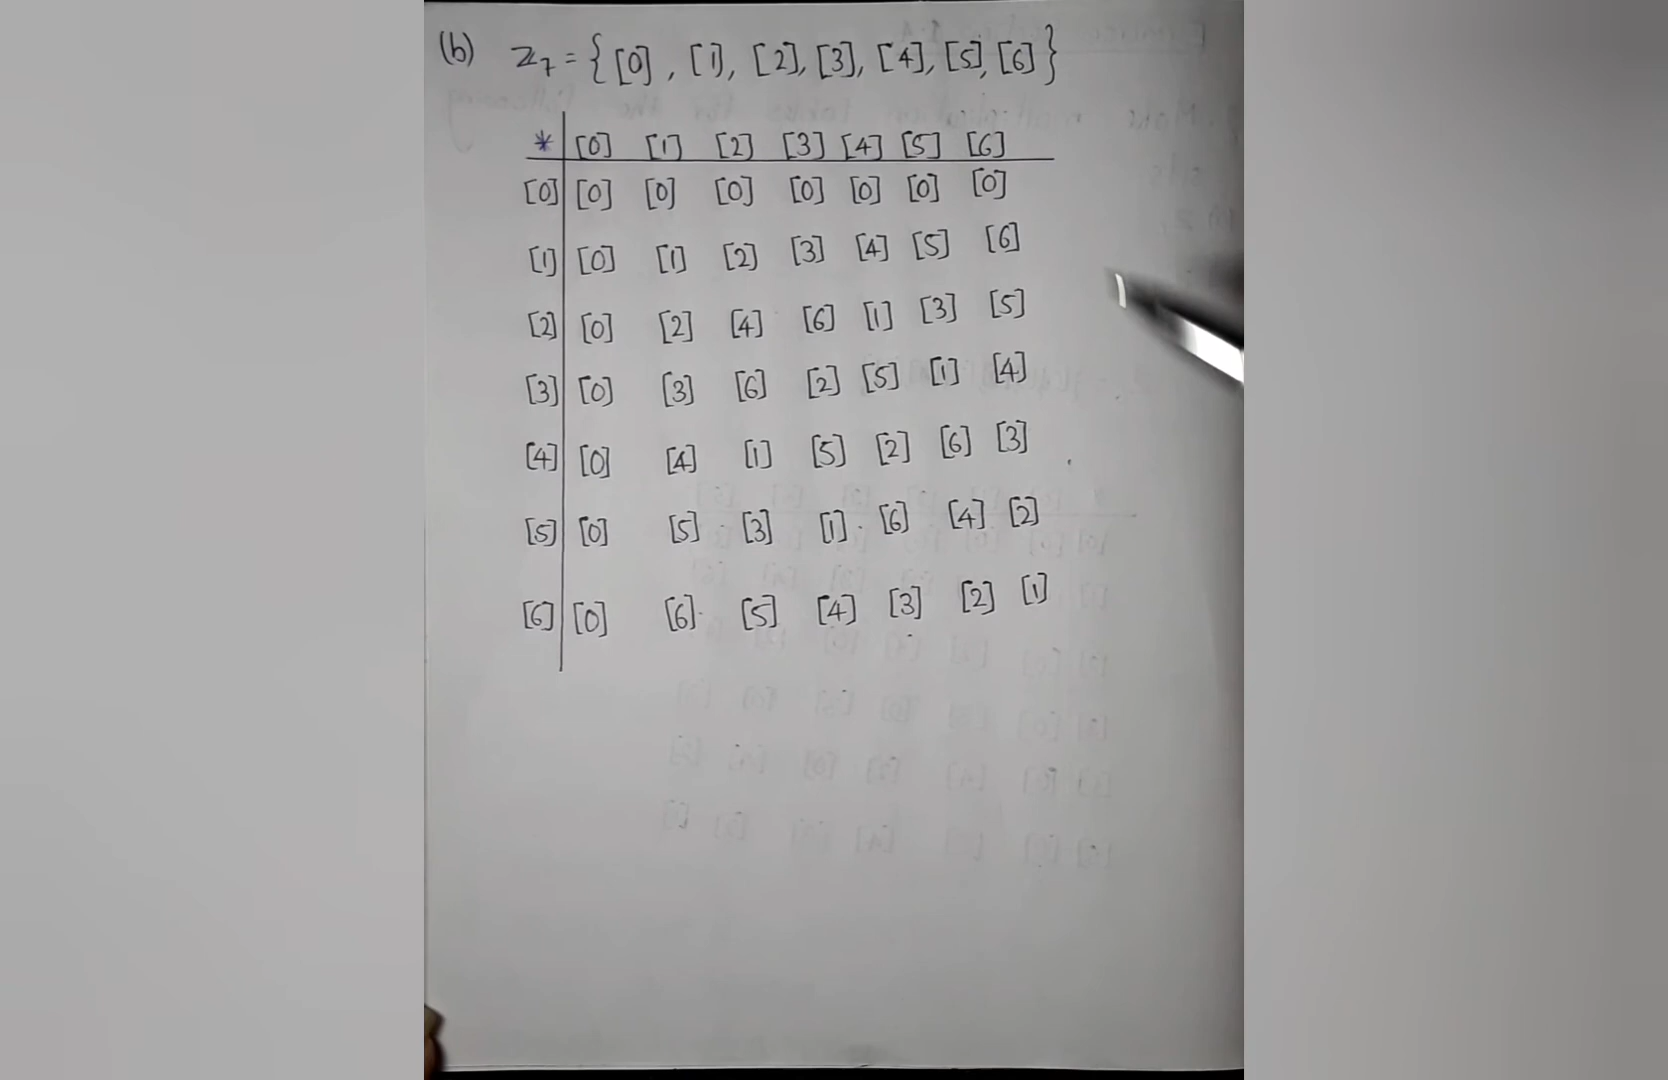 (b) Z7 = { [0], [1], [2], [3], [4], [5], [6] }
* [0] [1] [2] [3] [4] [5] [6]
[0] [0] [0] [0] [0] [0] [0] [0]
[1] [0] [1] [2] [3] [4] [5] [6]
[2] [0] [2] [4] [6] [1] [3] [5]
[3] [0] [3] [6] [2] [5] [1] [4]
[4] [0] [4] [1] [5] [2] [6] [3]
[5] [0] [5] [3] [1] [6] [4] [2]
[6] [0] [6] [5] [4] [3] [2] [1]